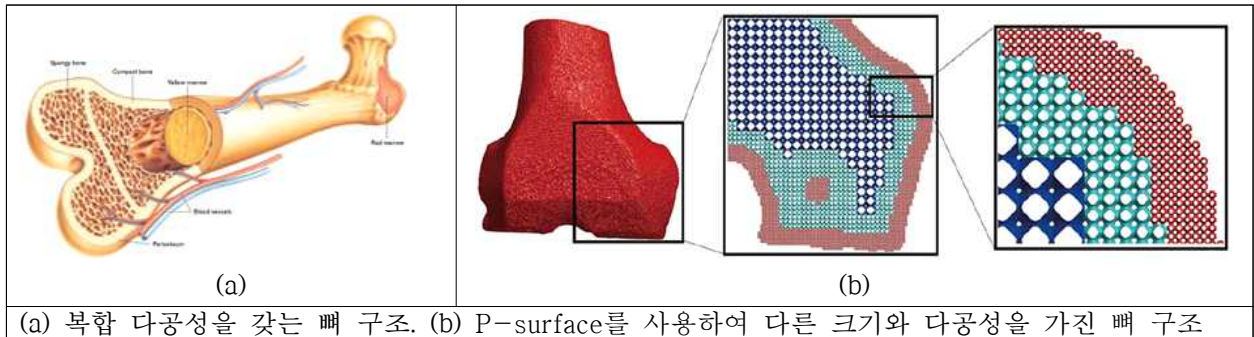 Spongy bone
Compact bone
Yellow marrow
Red marrow
Blood vessels
Periosteum
(a)
(b)
(a) 복합 다공성을 갖는 뼈 구조. (b) P-surface를 사용하여 다른 크기와 다공성을 가진 뼈 구조